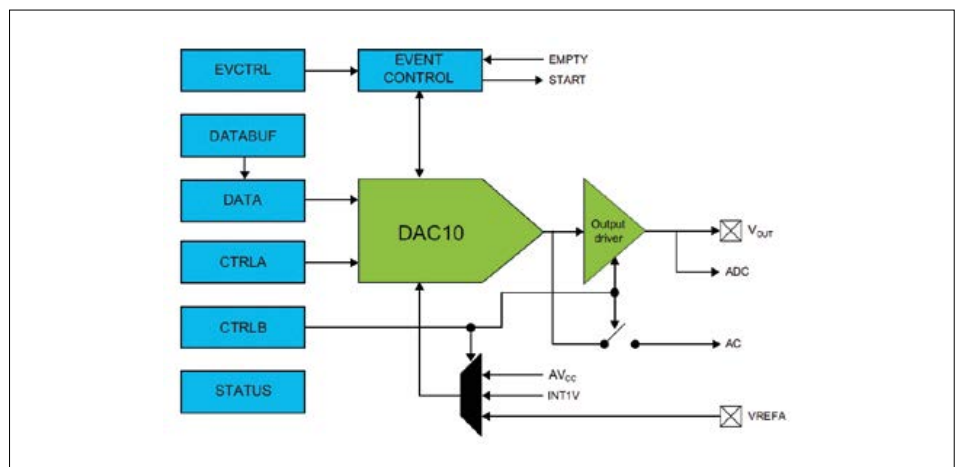 EVCTRL
EVENT
CONTROL
EMPTY
START
DATABUF
DATA
DAC10
Output
driver
VOUT
ADC
CTRLA
CTRLB
AC
STATUS
AVCC
INT1V
VREFA